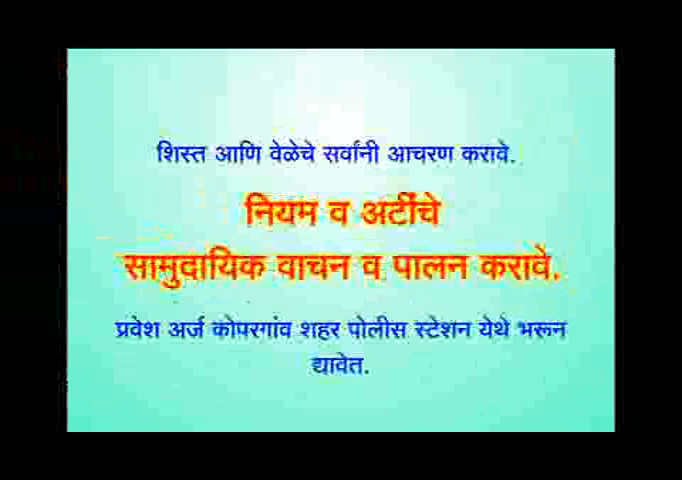 शिस्त आणि वेळेचे सर्वांनी आचरण करावे.
नियम व अटींचे
सामुदायिक वाचन व पालन करावे.
प्रवेश अर्ज कोपरगांव शहर पोलीस स्टेशन येथे भरून
द्यावेत.